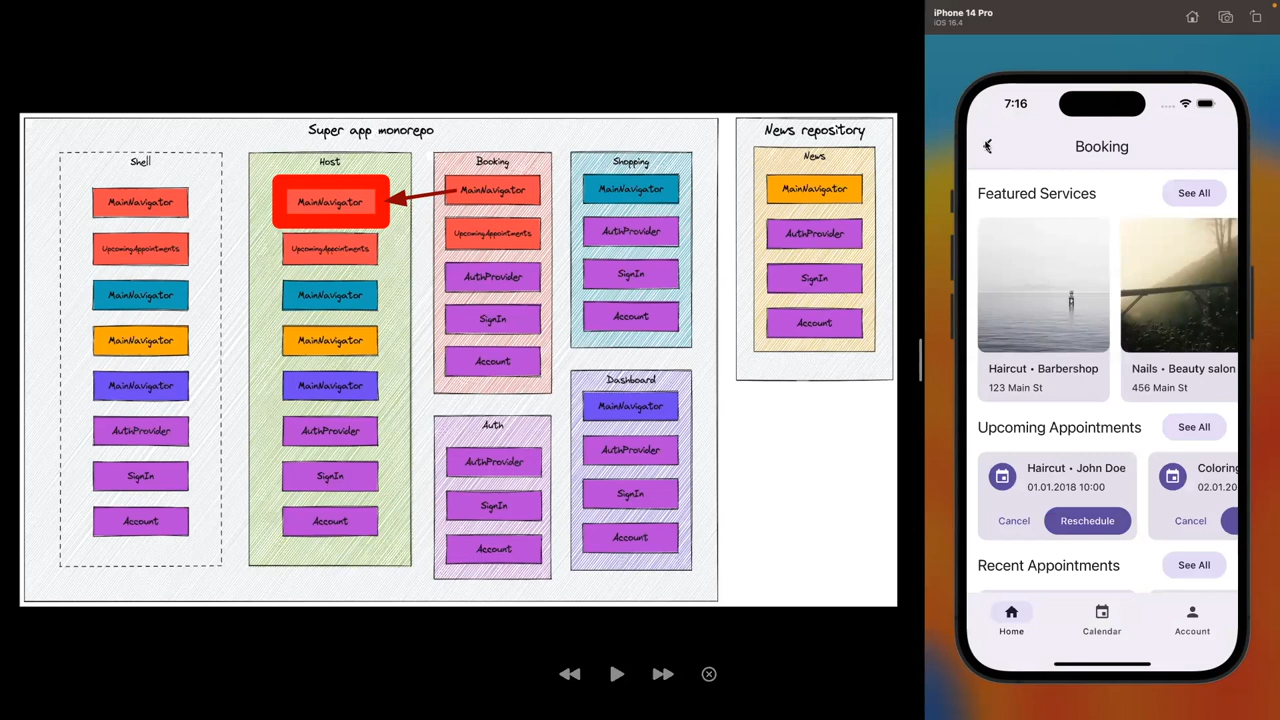 Super app monorepo
Shell
MainNavigator
UpcomingAppointments
MainNavigator
MainNavigator
MainNavigator
AuthProvider
SignIn
Account
Host
MainNavigator
UpcomingAppointments
MainNavigator
MainNavigator
MainNavigator
AuthProvider
SignIn
Account
Booking
MainNavigator
UpcomingAppointments
AuthProvider
SignIn
Account
Auth
AuthProvider
SignIn
Account
Shopping
MainNavigator
AuthProvider
SignIn
Account
Dashboard
MainNavigator
AuthProvider
SignIn
Account
News repository
News
MainNavigator
AuthProvider
SignIn
Account
iPhone 14 Pro
iOS 16.4
7:16
Booking
Featured Services
See All
Haircut • Barbershop
123 Main St
Nails • Beauty salon
456 Main St
Upcoming Appointments
See All
Haircut • John Doe
01.01.2018 10:00
Cancel
Reschedule
Coloring
02.01.20
Cancel
Recent Appointments
See All
Home
Calendar
Account